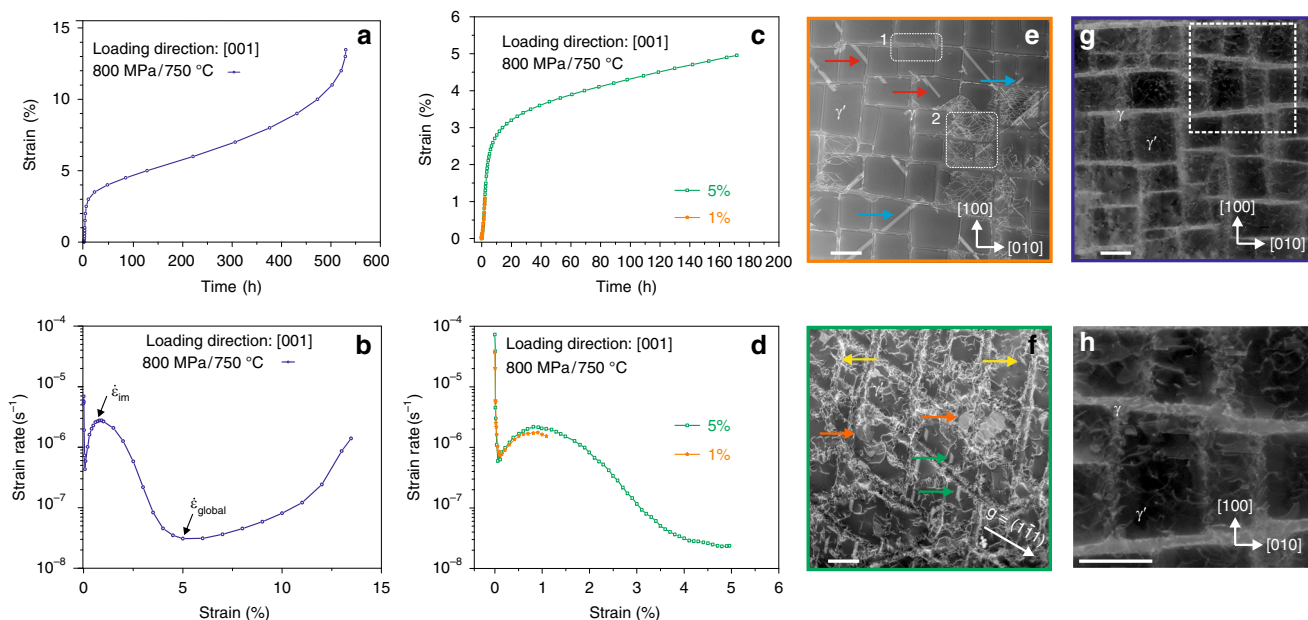 a
Loading direction: [001]
800 MPa/750 °C
Strain (%)
15
10
5
0
0 100 200 300 400 500 600
Time (h)
c
Loading direction: [001]
800 MPa/750 °C
Strain (%)
6
5
4
3
2
1
0
5%
1%
0 20 40 60 80 100 120 140 160 180 200
Time (h)
e
1
2
γ′
γ
[100]
[010]
g
γ
γ′
[100]
[010]
b
Loading direction: [001]
800 MPa/750 °C
Strain rate (s⁻¹)
10⁻⁴
10⁻⁵
10⁻⁶
10⁻⁷
10⁻⁸
ε̇im
ε̇global
0 5 10 15
Strain (%)
d
Loading direction: [001]
800 MPa/750 °C
Strain rate (s⁻¹)
10⁻⁴
10⁻⁵
10⁻⁶
10⁻⁷
10⁻⁸
5%
1%
0 1 2 3 4 5 6
Strain (%)
f
g = (11̄1)
h
γ
γ′
[100]
[010]